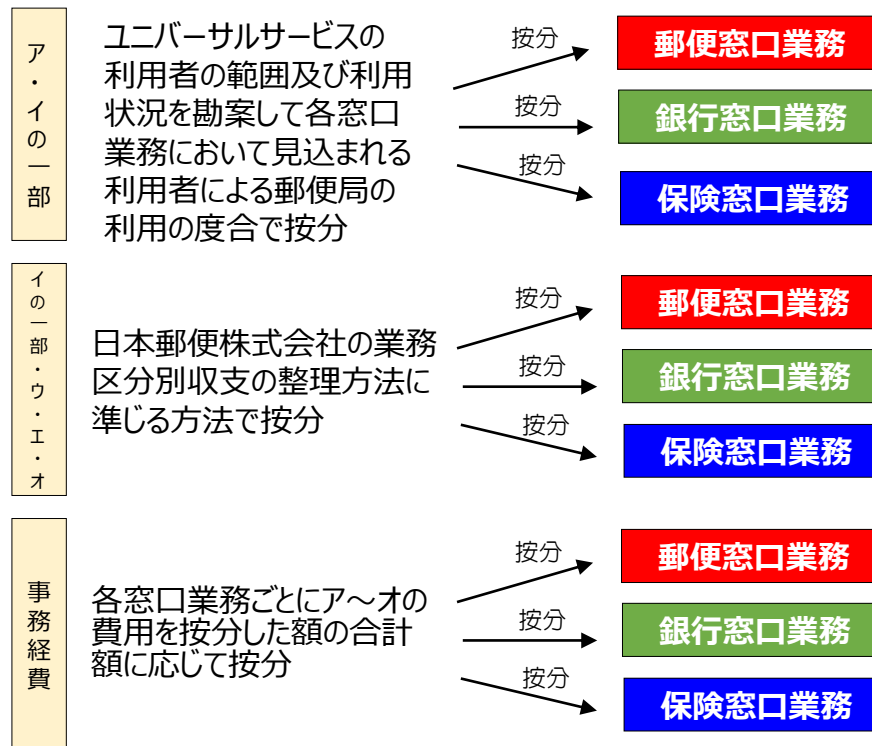 ア・イの一部
ユニバーサルサービスの
利用者の範囲及び利用
状況を勘案して各窓口
業務において見込まれる
利用者による郵便局の
利用の度合で按分
按分
郵便窓口業務
按分
銀行窓口業務
按分
保険窓口業務
イの一部・ウ・エ・オ
日本郵便株式会社の業務
区分別収支の整理方法に
準じる方法で按分
按分
郵便窓口業務
按分
銀行窓口業務
按分
保険窓口業務
事務経費
各窓口業務ごとにア～オの
費用を按分した額の合計
額に応じて按分
按分
郵便窓口業務
按分
銀行窓口業務
按分
保険窓口業務